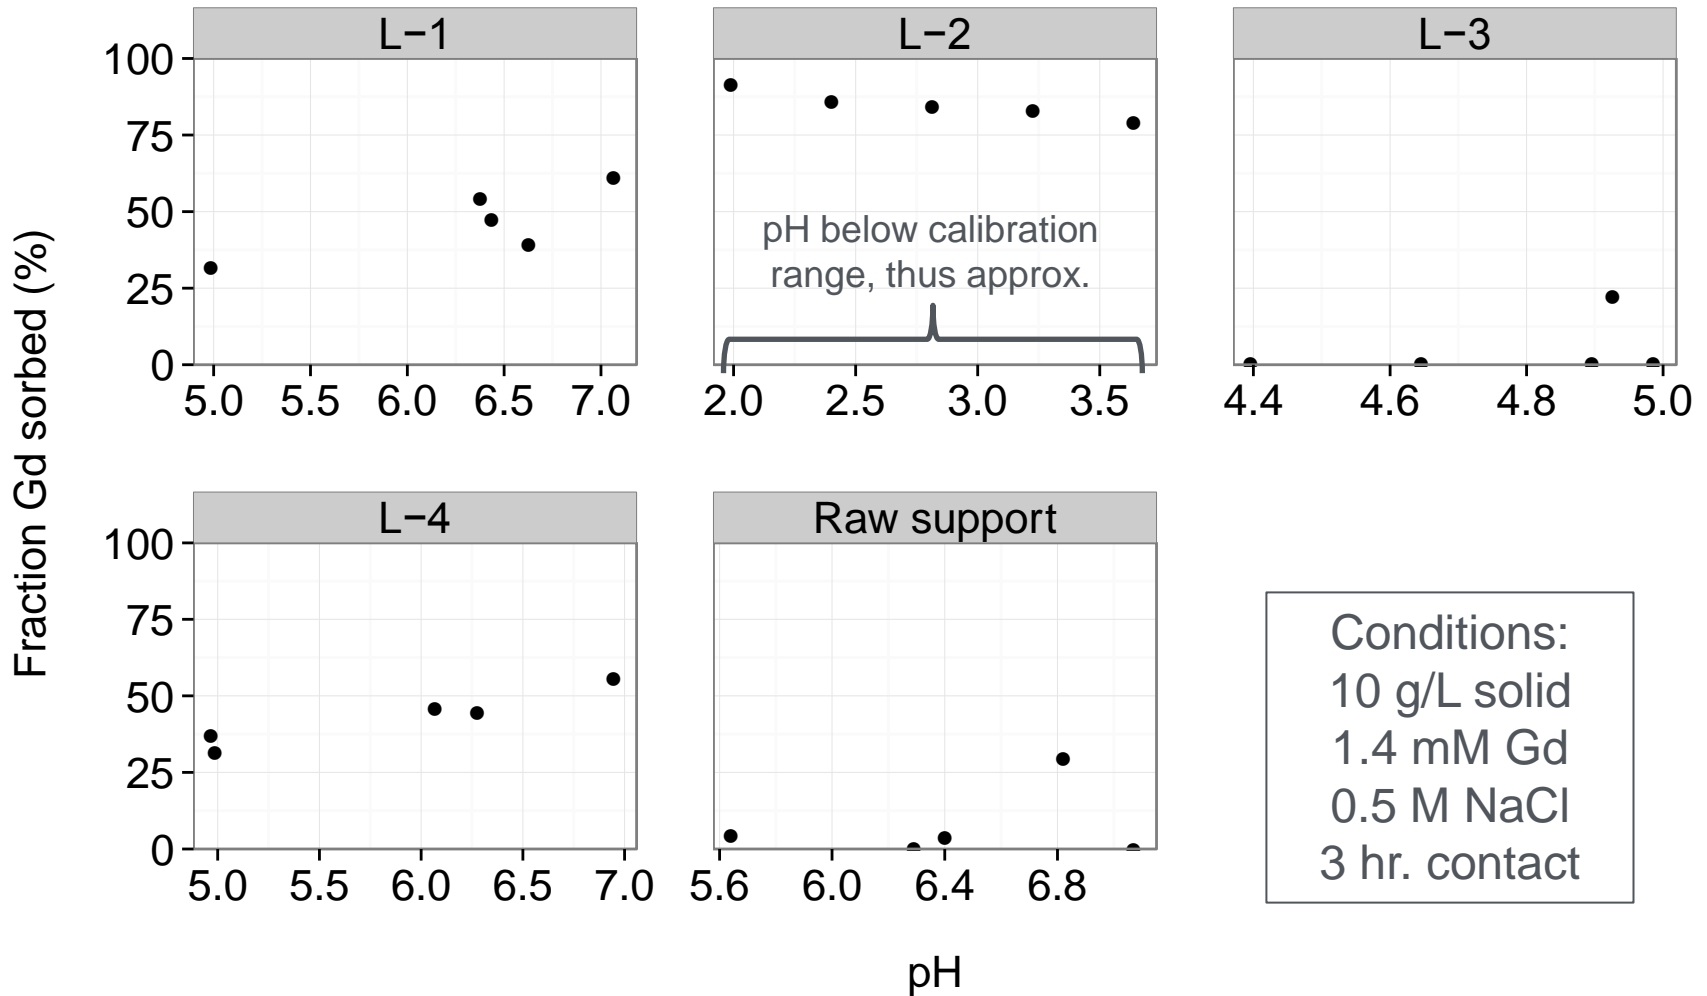 L−1
L−2
L−3
100
75
50
25
0
5.0 5.5 6.0 6.5 7.0
pH below calibration
range, thus approx.
2.0 2.5 3.0 3.5
4.4 4.6 4.8 5.0
Fraction Gd sorbed (%)
L−4
Raw support
100
75
50
25
0
5.0 5.5 6.0 6.5 7.0
5.6 6.0 6.4 6.8
Conditions:
10 g/L solid
1.4 mM Gd
0.5 M NaCl
3 hr. contact
pH